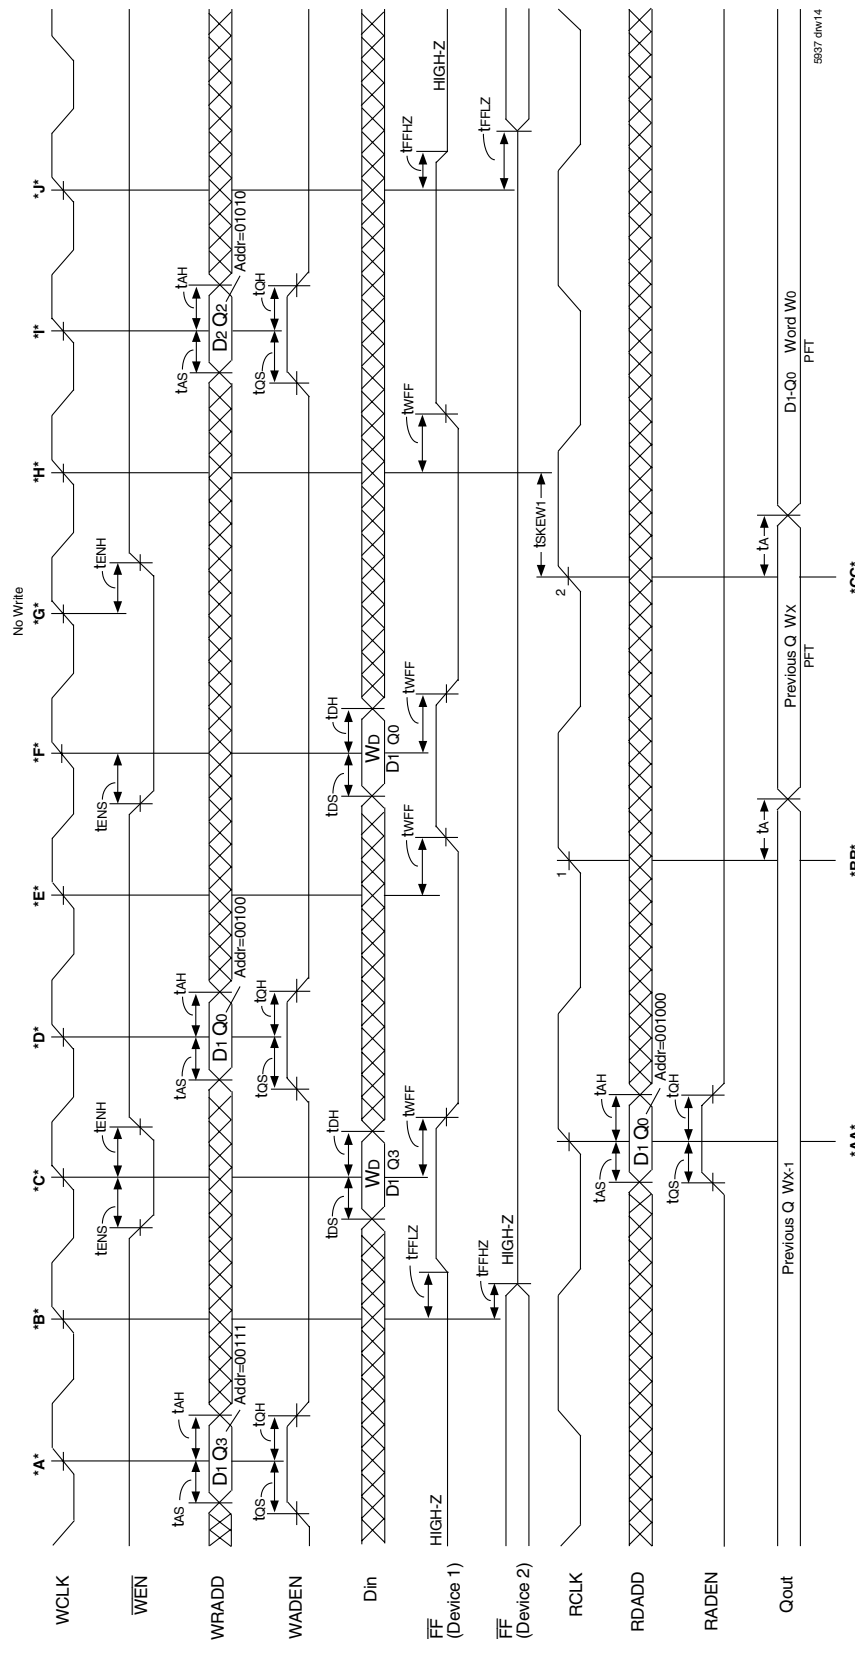 No Write
*A* *B* *C* *D* *E* *F* *G* *H* *I* *J*
WCLK
tENS tENH tENS tENH
WEN
tAS tAH tAS tAH tAS tAH
WRADD D1 Q3 D1 Q0 D2 Q2
Addr=00111 Addr=00100 Addr=01010
tQS tQH tQS tQH tQS tQH
WADEN
tDS tDH tDS tDH
Din WD WD
D1 Q3 D1 Q0
tFFLZ tWFF tWFF tWFF tWFF tFFHZ
FF
(Device 1)
HIGH-Z HIGH-Z
tFFHZ tFFLZ
FF
(Device 2)
HIGH-Z
tSKEW1
RCLK 1 2
tAS tAH
RDADD D1 Q0
Addr=001000
tQS tQH
RADEN
tA tA
Qout Previous Q WX-1 Previous Q WX D1-Q0 Word W0
PFT PFT
5937 drw14
*AA* *BB* *CC*